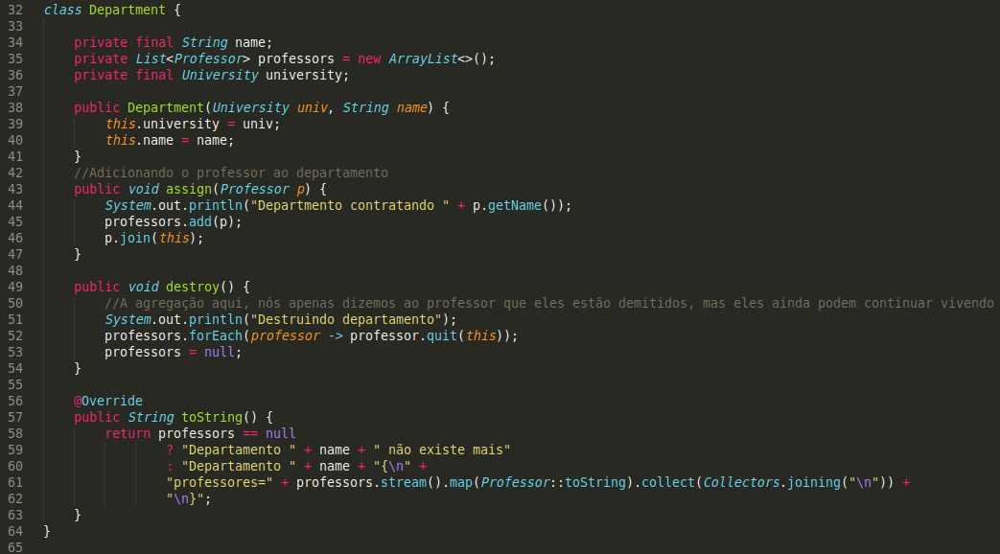 32 class Department {
33
34     private final String name;
35     private List<Professor> professors = new ArrayList<>();
36     private final University university;
37
38     public Department(University univ, String name) {
39         this.university = univ;
40         this.name = name;
41     }
42     //Adicionando o professor ao departamento
43     public void assign(Professor p) {
44         System.out.println("Departmento contratando " + p.getName());
45         professors.add(p);
46         p.join(this);
47     }
48
49     public void destroy() {
50         //A agregação aqui, nós apenas dizemos ao professor que eles estão demitidos, mas eles ainda podem continuar vivendo
51         System.out.println("Destruindo departamento");
52         professors.forEach(professor -> professor.quit(this));
53         professors = null;
54     }
55
56     @Override
57     public String toString() {
58         return professors == null
59                 ? "Departamento " + name + " não existe mais"
60                 : "Departamento " + name + "{\n" +
61                 "professores=" + professors.stream().map(Professor::toString).collect(Collectors.joining("\n")) +
62                 "\n}";
63     }
64 }
65